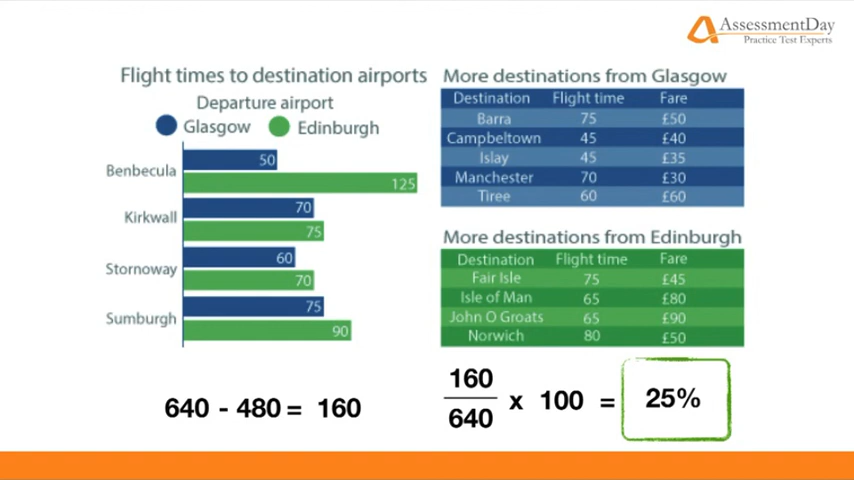 AssessmentDay
Practice Test Experts
Flight times to destination airports
Departure airport
Glasgow Edinburgh
Benbecula 50
125
Kirkwall 70
75
Stornoway 60
70
Sumburgh 75
90
More destinations from Glasgow
Destination Flight time Fare
Barra 75 £50
Campbeltown 45 £40
Islay 45 £35
Manchester 70 £30
Tiree 60 £60
More destinations from Edinburgh
Destination Flight time Fare
Fair Isle 75 £45
Isle of Man 65 £80
John O Groats 65 £90
Norwich 80 £50
640 - 480 = 160
160
640
x 100 = 25%